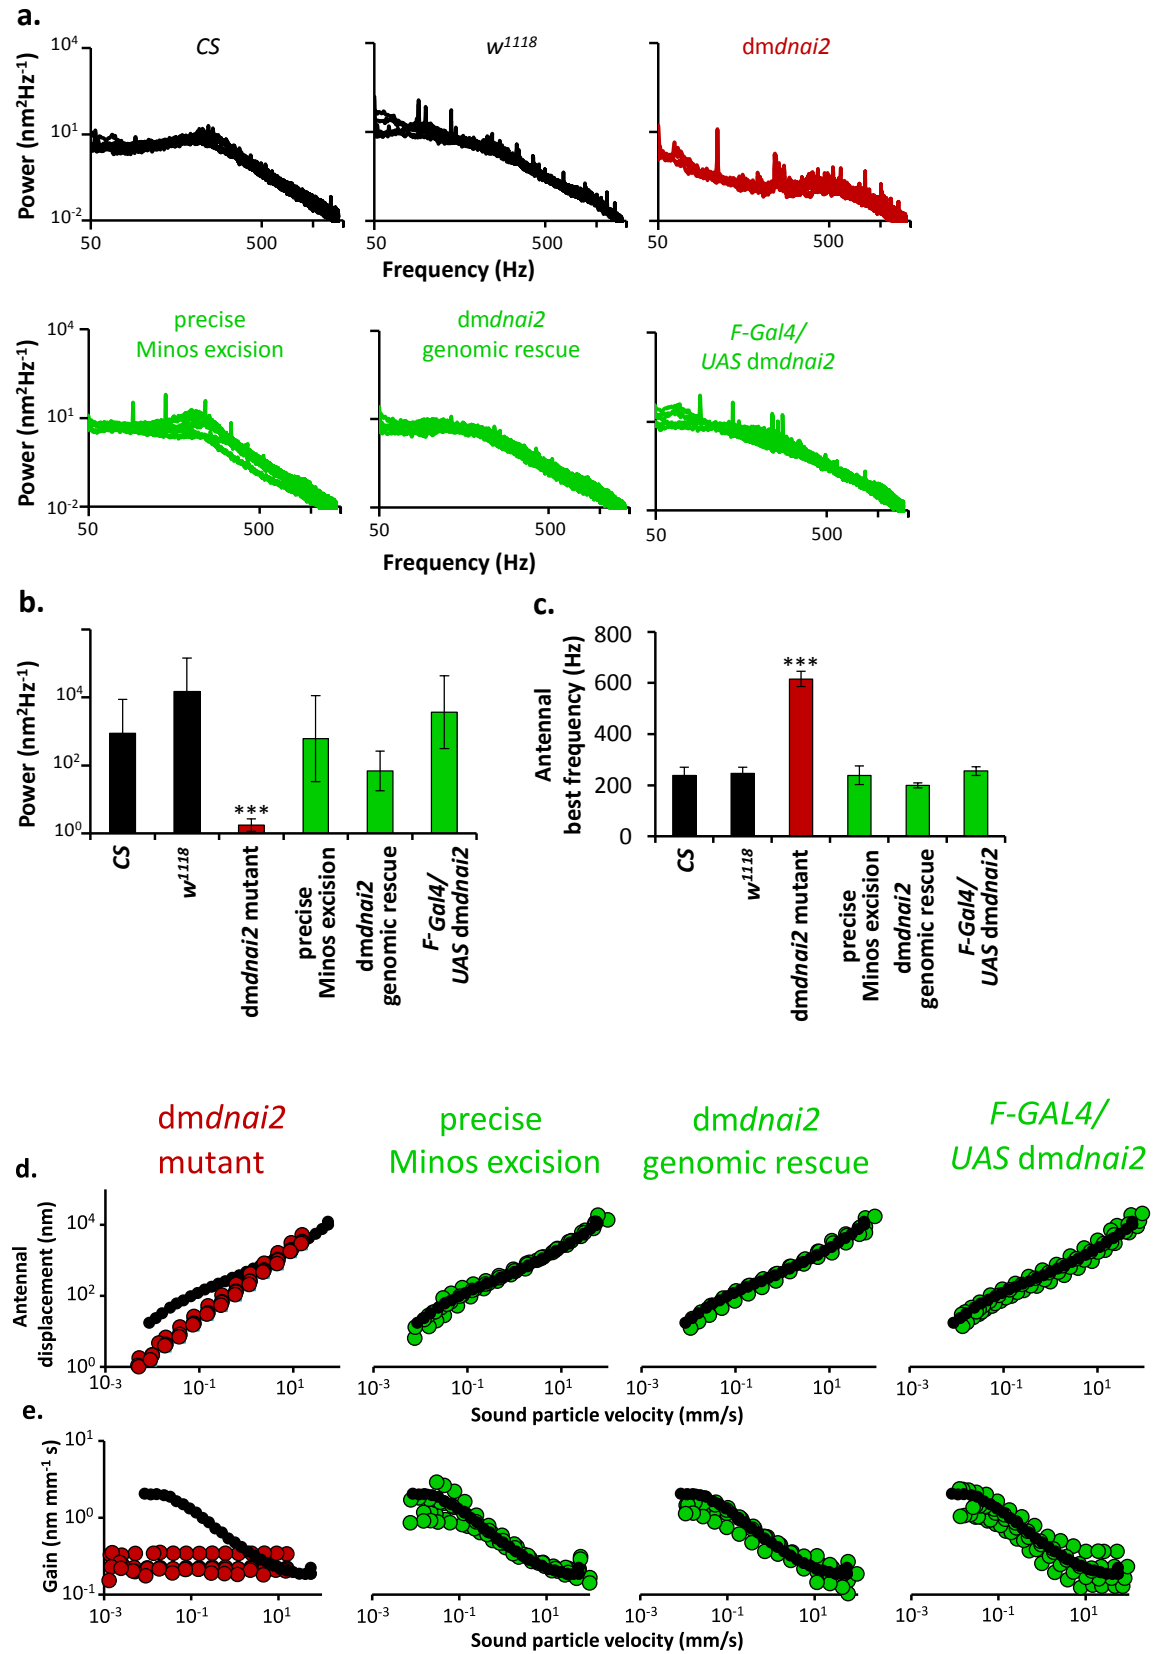 a.
CS
w1118
dmdnai2
Power (nm2Hz-1)
104
101
10-2
50
500
50
500
50
500
Frequency (Hz)
precise
Minos excision
dmdnai2
genomic rescue
F-Gal4/
UAS dmdnai2
Power (nm2Hz-1)
104
101
10-2
50
500
50
500
50
500
Frequency (Hz)
b.
Power (nm2Hz-1)
104
102
100
***
CS
w1118
dmdnai2 mutant
precise
Minos excision
dmdnai2
genomic rescue
F-Gal4/
UAS dmdnai2
c.
Antennal
best frequency (Hz)
800
600
400
200
0
***
CS
w1118
dmdnai2 mutant
precise
Minos excision
dmdnai2
genomic rescue
F-Gal4/
UAS dmdnai2
dmdnai2
mutant
precise
Minos excision
dmdnai2
genomic rescue
F-GAL4/
UAS dmdnai2
d.
Antennal
displacement (nm)
104
102
100
10-3
10-1
101
10-3
10-1
101
10-3
10-1
101
10-3
10-1
101
Sound particle velocity (mm/s)
e.
Gain (nm mm-1 s)
101
100
10-1
10-3
10-1
101
10-3
10-1
101
10-3
10-1
101
10-3
10-1
101
Sound particle velocity (mm/s)